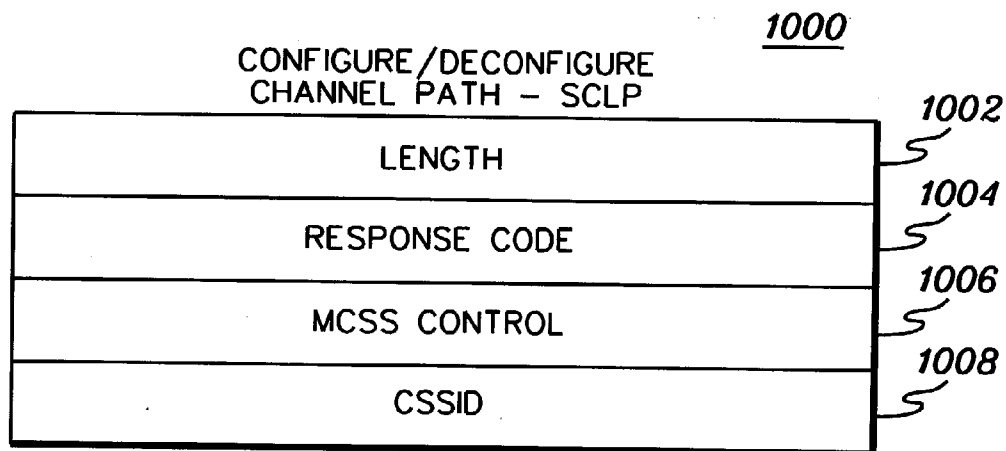 1000
CONFIGURE/DECONFIGURE
CHANNEL PATH – SCLP
LENGTH
1002
RESPONSE CODE
1004
MCSS CONTROL
1006
CSSID
1008